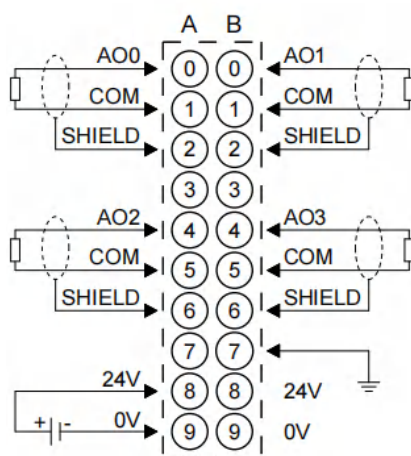 A B
AO0 0 0 AO1
COM 1 1 COM
SHIELD 2 2 SHIELD
3 3
AO2 4 4 AO3
COM 5 5 COM
SHIELD 6 6 SHIELD
7 7
24V 8 8 24V
+ - 0V 9 9 0V